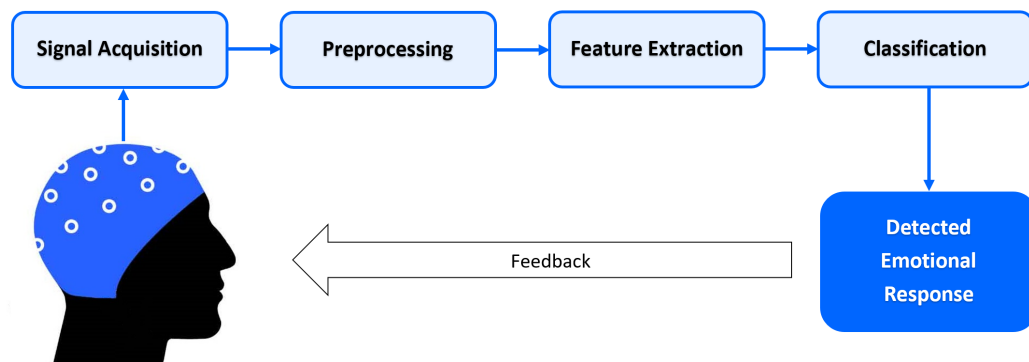 Signal Acquisition
Preprocessing
Feature Extraction
Classification
Detected
Emotional
Response
Feedback